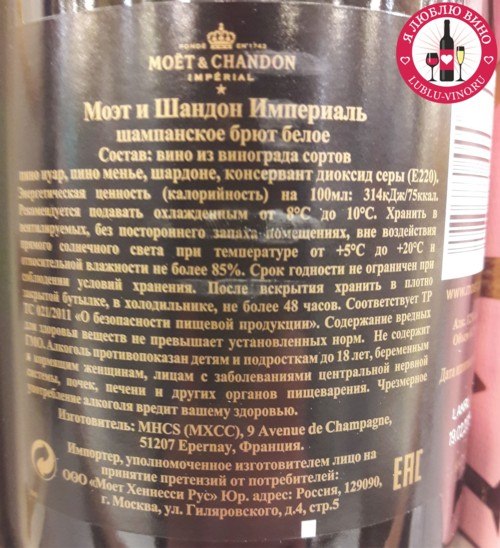 FONDÉ EN 1743
MOËT & CHANDON
IMPÉRIAL
Моэт и Шандон Империаль
шампанское брют белое
Состав: вино из винограда сортов
пино нуар, пино менье, шардоне, консервант диоксид серы (Е220).
Энергетическая ценность (калорийность) на 100мл: 314кДж/75ккал.
Рекомендуется подавать охлажденным от 8°С до 10°С. Хранить в
вентилируемых, без постороннего запаха помещениях, вне воздействия
прямого солнечного света при температуре от +5°С до +20°С и
относительной влажности не более 85%. Срок годности не ограничен при
соблюдении условий хранения. После вскрытия хранить в плотно
закрытой бутылке, в холодильнике, не более 48 часов. Соответствует ТР
ТС 021/2011 «О безопасности пищевой продукции». Содержание вредных
для здоровья веществ не превышает установленных норм. Не содержит
ГМО. Алкоголь противопоказан детям и подросткам до 18 лет, беременным
и кормящим женщинам, лицам с заболеваниями центральной нервной
системы, почек, печени и других органов пищеварения. Чрезмерное
употребление алкоголя вредит вашему здоровью.
Изготовитель: MHCS (МХСС), 9 Avenue de Champagne,
51207 Epernay, Франция.
Импортер, уполномоченное изготовителем лицо на
принятие претензий от потребителей:
ООО «Моет Хеннесси Рус» Юр. адрес: Россия, 129090,
г. Москва, ул. Гиляровского, д.4, стр.5
EAC
Я ЛЮБЛЮ ВИНО
LUBLU-VINO.RU
www
Дата